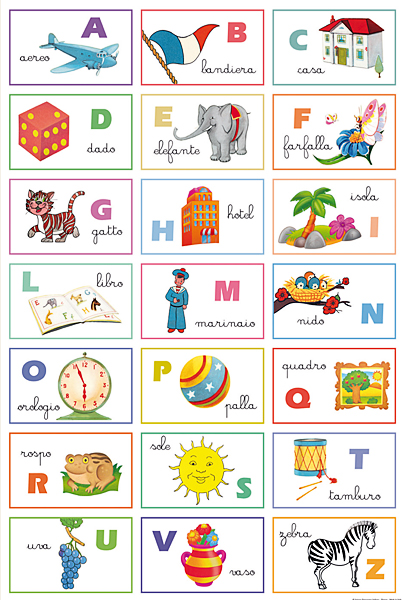 A
aereo
B
bandiera
C
casa
D
dado
E
elefante
F
farfalla
G
gatto
H
hotel
isola
I
L
libro
M
marinaio
N
nido
O
orologio
P
palla
quadro
Q
rospo
R
sole
S
T
tamburo
uva
U
V
vaso
zebra
Z